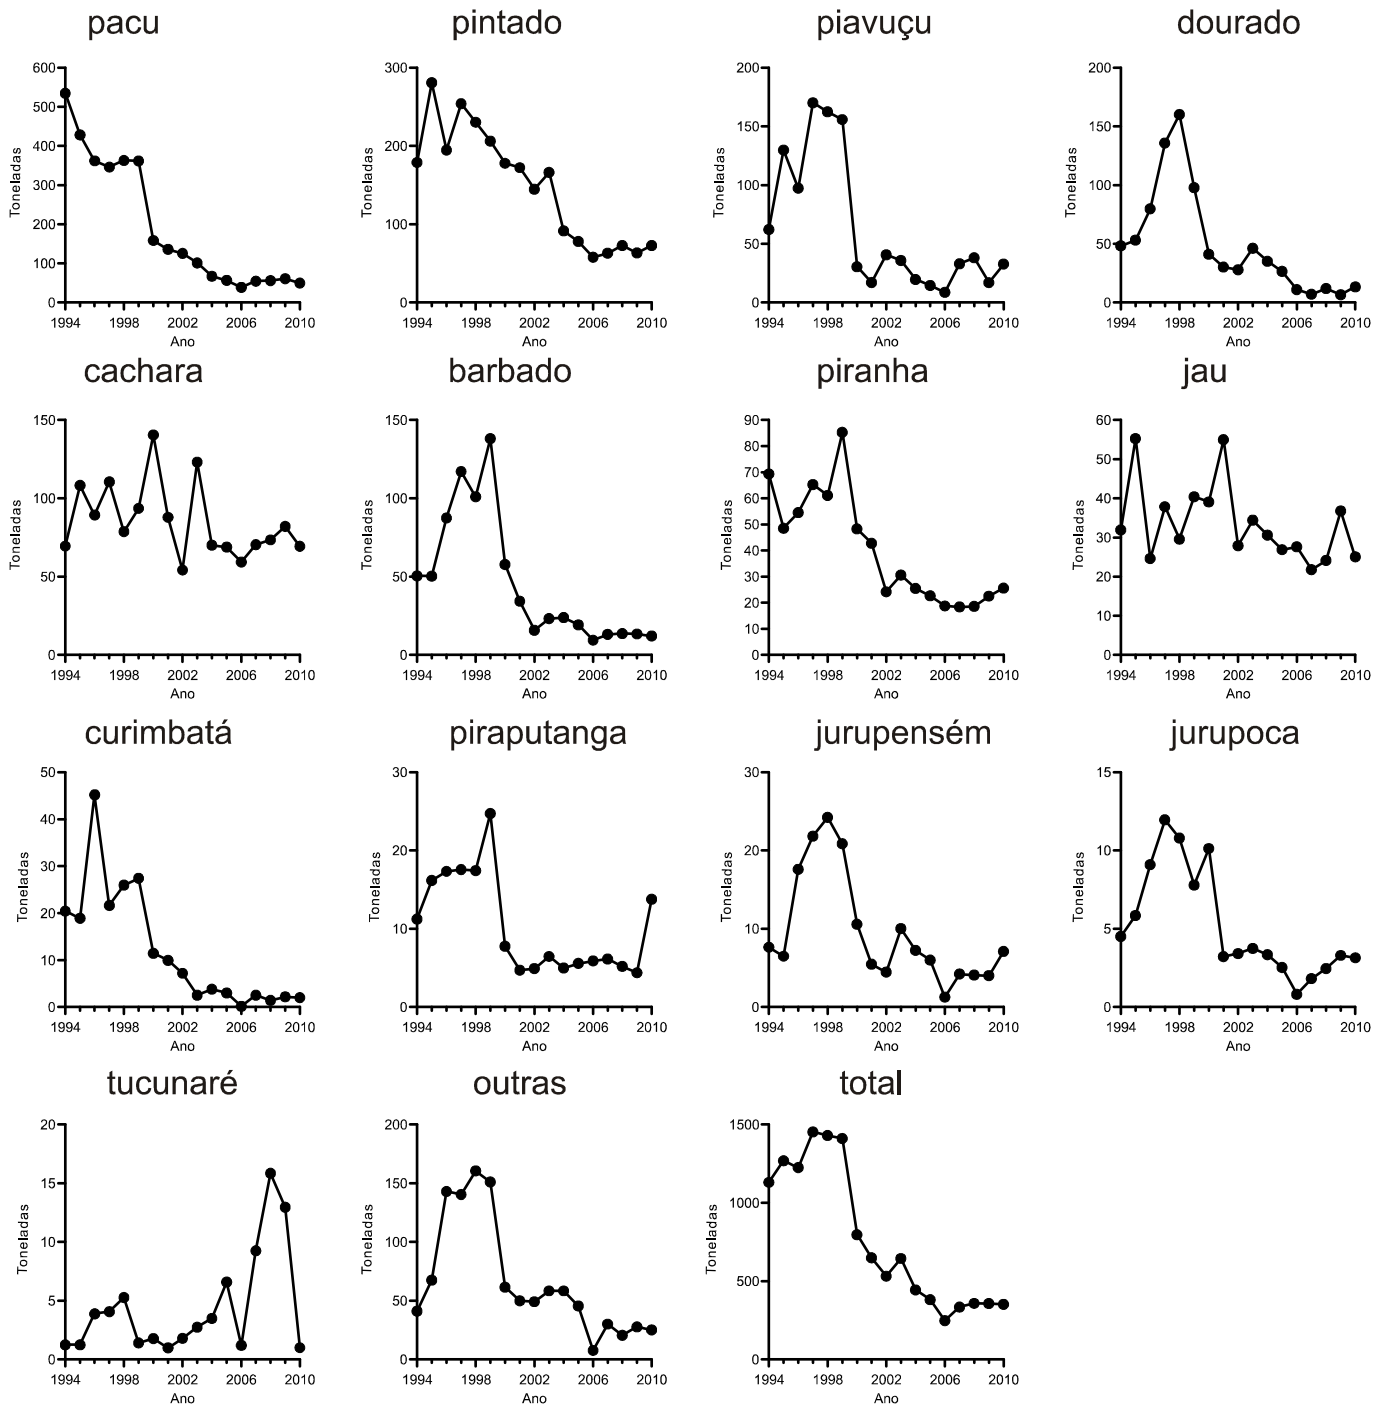 pacu
pintado
piavuçu
dourado
600
500
400
300
200
100
0
Toneladas
1994 1998 2002 2006 2010
Ano
300
200
100
0
Toneladas
1994 1998 2002 2006 2010
Ano
200
150
100
50
0
Toneladas
1994 1998 2002 2006 2010
Ano
200
150
100
50
0
Toneladas
1994 1998 2002 2006 2010
Ano
cachara
barbado
piranha
jau
150
100
50
0
Toneladas
1994 1998 2002 2006 2010
Ano
150
100
50
0
Toneladas
1994 1998 2002 2006 2010
Ano
90
80
70
60
50
40
30
20
10
0
Toneladas
1994 1998 2002 2006 2010
Ano
60
50
40
30
20
10
0
Toneladas
1994 1998 2002 2006 2010
Ano
curimbatá
piraputanga
jurupensém
jurupoca
50
40
30
20
10
0
Toneladas
1994 1998 2002 2006 2010
Ano
30
20
10
0
Toneladas
1994 1998 2002 2006 2010
Ano
30
20
10
0
Toneladas
1994 1998 2002 2006 2010
Ano
15
10
5
0
Toneladas
1994 1998 2002 2006 2010
Ano
tucunaré
outras
total
20
15
10
5
0
Toneladas
1994 1998 2002 2006 2010
Ano
200
150
100
50
0
Toneladas
1994 1998 2002 2006 2010
Ano
1500
1000
500
0
Toneladas
1994 1998 2002 2006 2010
Ano